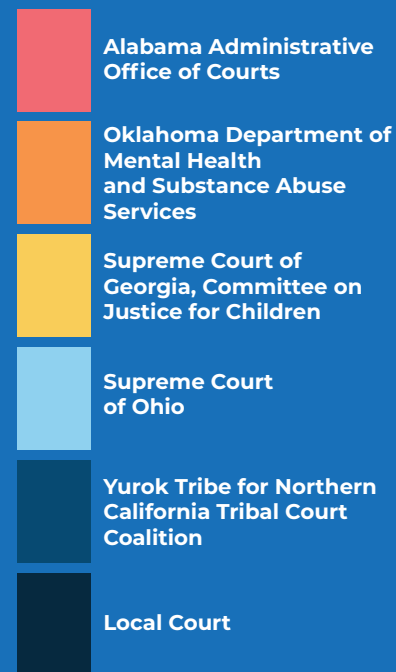 Alabama Administrative
Office of Courts
Oklahoma Department of
Mental Health
and Substance Abuse
Services
Supreme Court of
Georgia, Committee on
Justice for Children
Supreme Court
of Ohio
Yurok Tribe for Northern
California Tribal Court
Coalition
Local Court